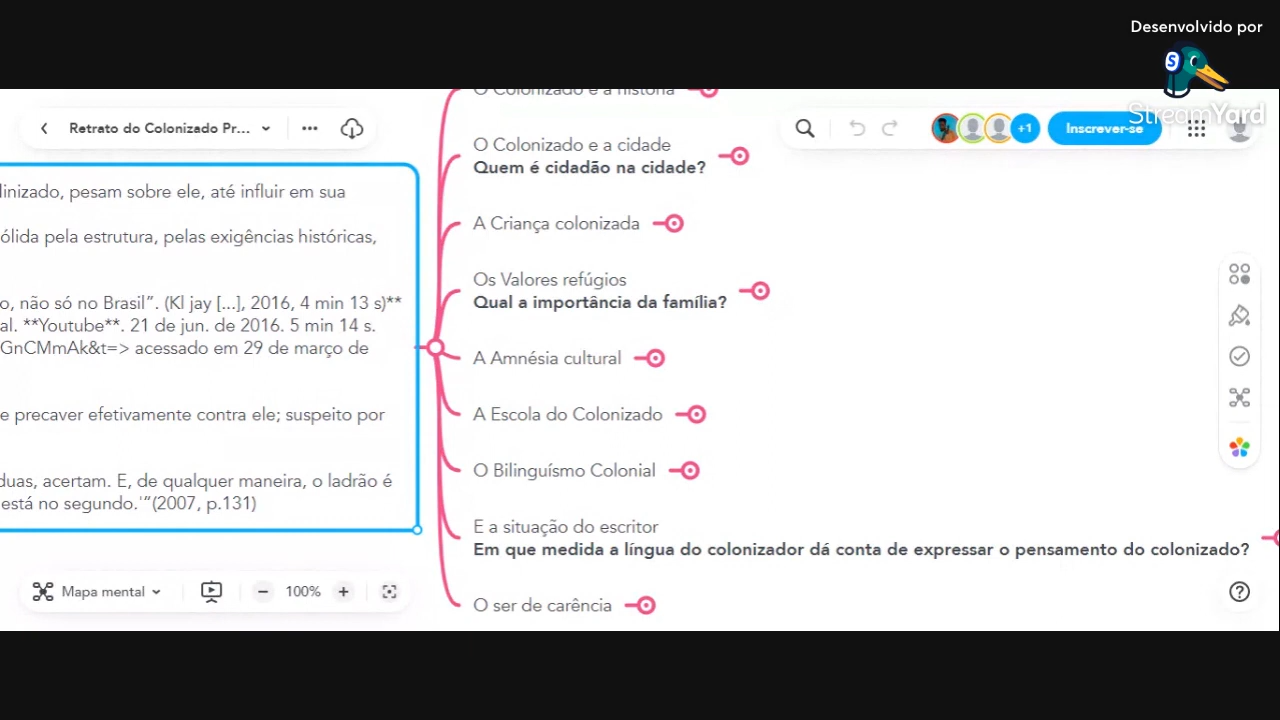 Desenvolvido por
StreamYard
Retrato do Colonizado Pr...
Inscrever-se
+1
linizado, pesam sobre ele, até influir em sua
ólida pela estrutura, pelas exigências históricas,
o, não só no Brasil”. (Kl jay [...], 2016, 4 min 13 s)**
al. **Youtube**. 21 de jun. de 2016. 5 min 14 s.
GnCMmAk&t=> acessado em 29 de março de
e precaver efetivamente contra ele; suspeito por
duas, acertam. E, de qualquer maneira, o ladrão é
está no segundo.'”(2007, p.131)
O Colonizado e a história
O Colonizado e a cidade
Quem é cidadão na cidade?
A Criança colonizada
Os Valores refúgios
Qual a importância da família?
A Amnésia cultural
A Escola do Colonizado
O Bilinguísmo Colonial
E a situação do escritor
Em que medida a língua do colonizador dá conta de expressar o pensamento do colonizado?
O ser de carência
Mapa mental
100%